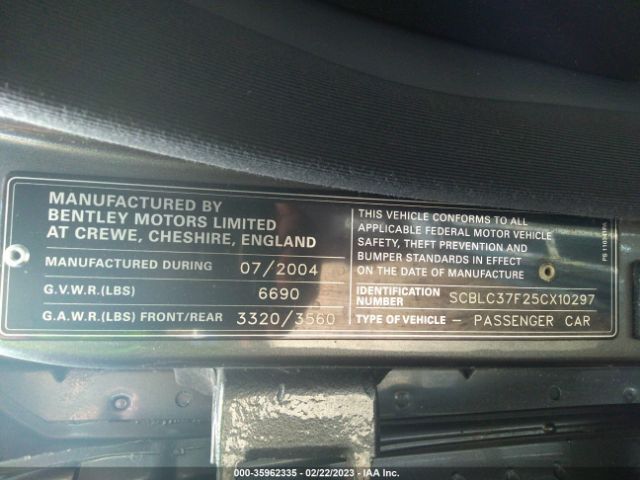 MANUFACTURED BY
BENTLEY MOTORS LIMITED
AT CREWE, CHESHIRE, ENGLAND
MANUFACTURED DURING 07/2004
G.V.W.R.(LBS) 6690
G.A.W.R.(LBS) FRONT/REAR 3320/3560
THIS VEHICLE CONFORMS TO ALL
APPLICABLE FEDERAL MOTOR VEHICLE
SAFETY, THEFT PREVENTION AND
BUMPER STANDARDS IN EFFECT
ON THE DATE OF MANUFACTURE
IDENTIFICATION
NUMBER SCBLC37F25CX10297
TYPE OF VEHICLE - PASSENGER CAR
000-35962335 - 02/22/2023 - IAA Inc.